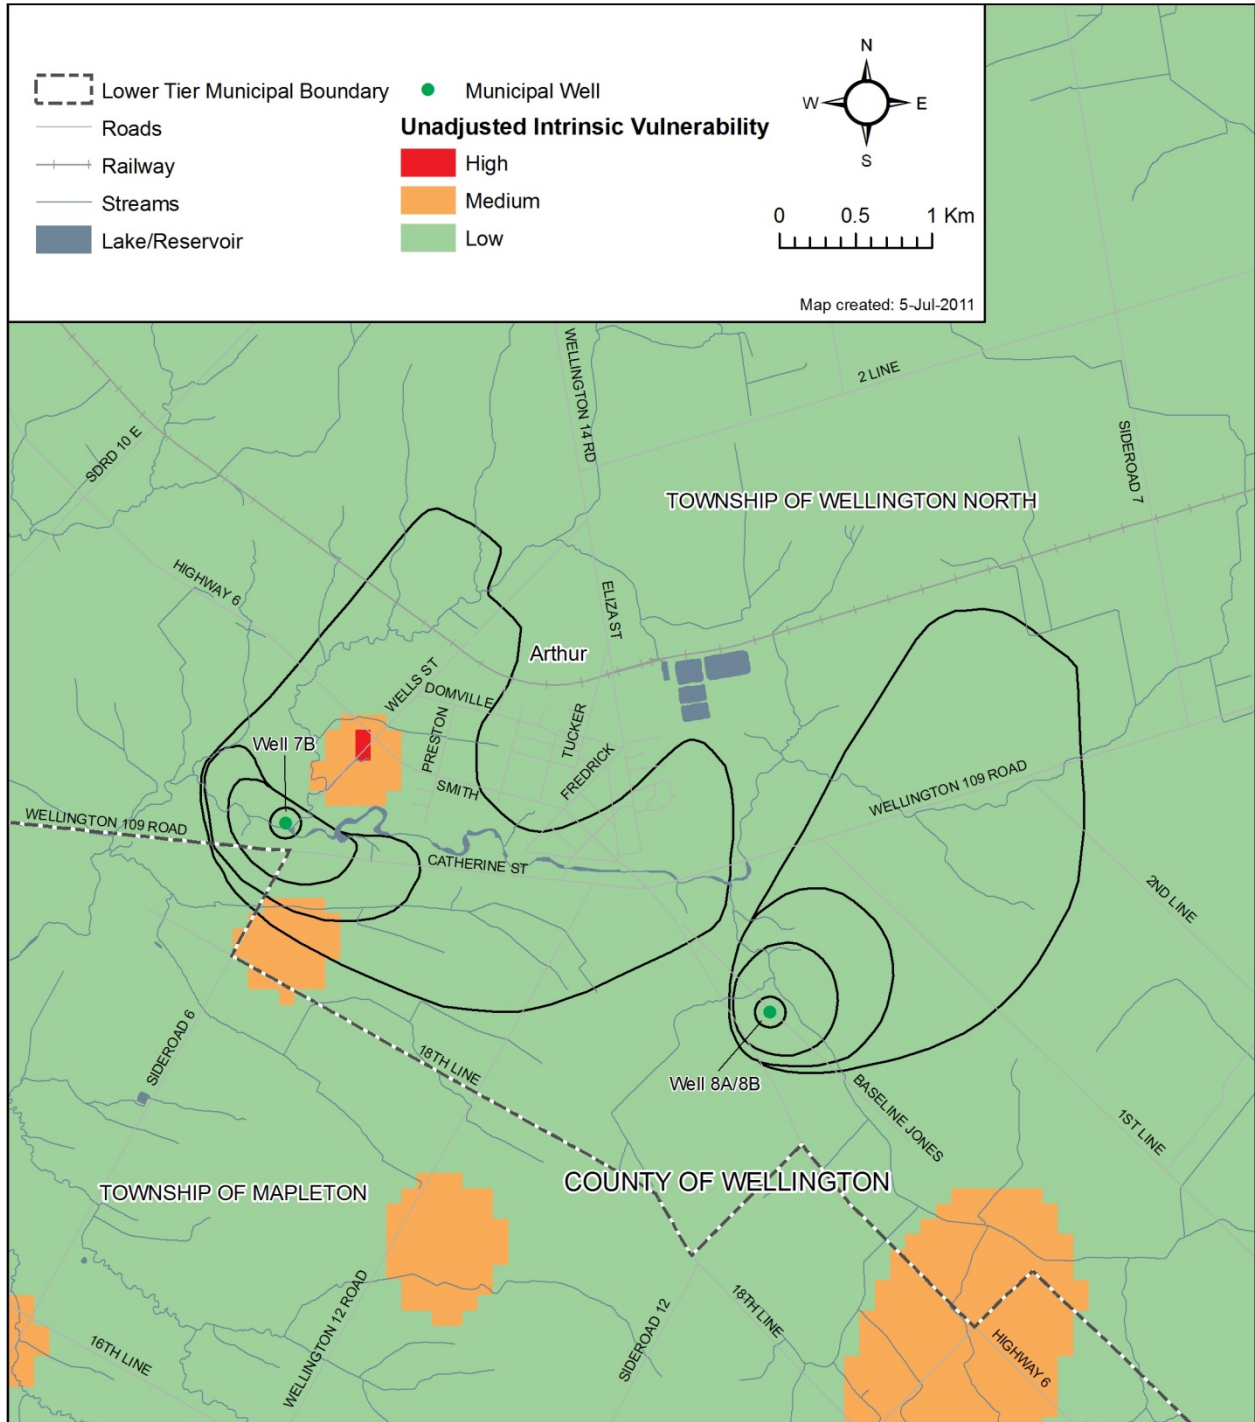 Lower Tier Municipal Boundary
Roads
Railway
Streams
Lake/Reservoir
Municipal Well
Unadjusted Intrinsic Vulnerability
High
Medium
Low
N
W
E
S
0 0.5 1 Km
Map created: 5-Jul-2011
WELLINGTON 14 RD
2 LINE
SDRD 10 E
SIDEROAD 7
TOWNSHIP OF WELLINGTON NORTH
HIGHWAY 6
ELIZA ST
Arthur
WELLS ST
DOMVILLE
PRESTON
TUCKER
Well 7B
FREDRICK
SMITH
WELLINGTON 109 ROAD
WELLINGTON 109 ROAD
CATHERINE ST
2ND LINE
SIDEROAD 6
18TH LINE
Well 8A/8B
BASELINE JONES
1ST LINE
TOWNSHIP OF MAPLETON
COUNTY OF WELLINGTON
WELLINGTON 12 ROAD
SIDEROAD 12
18TH LINE
16TH LINE
HIGHWAY 6